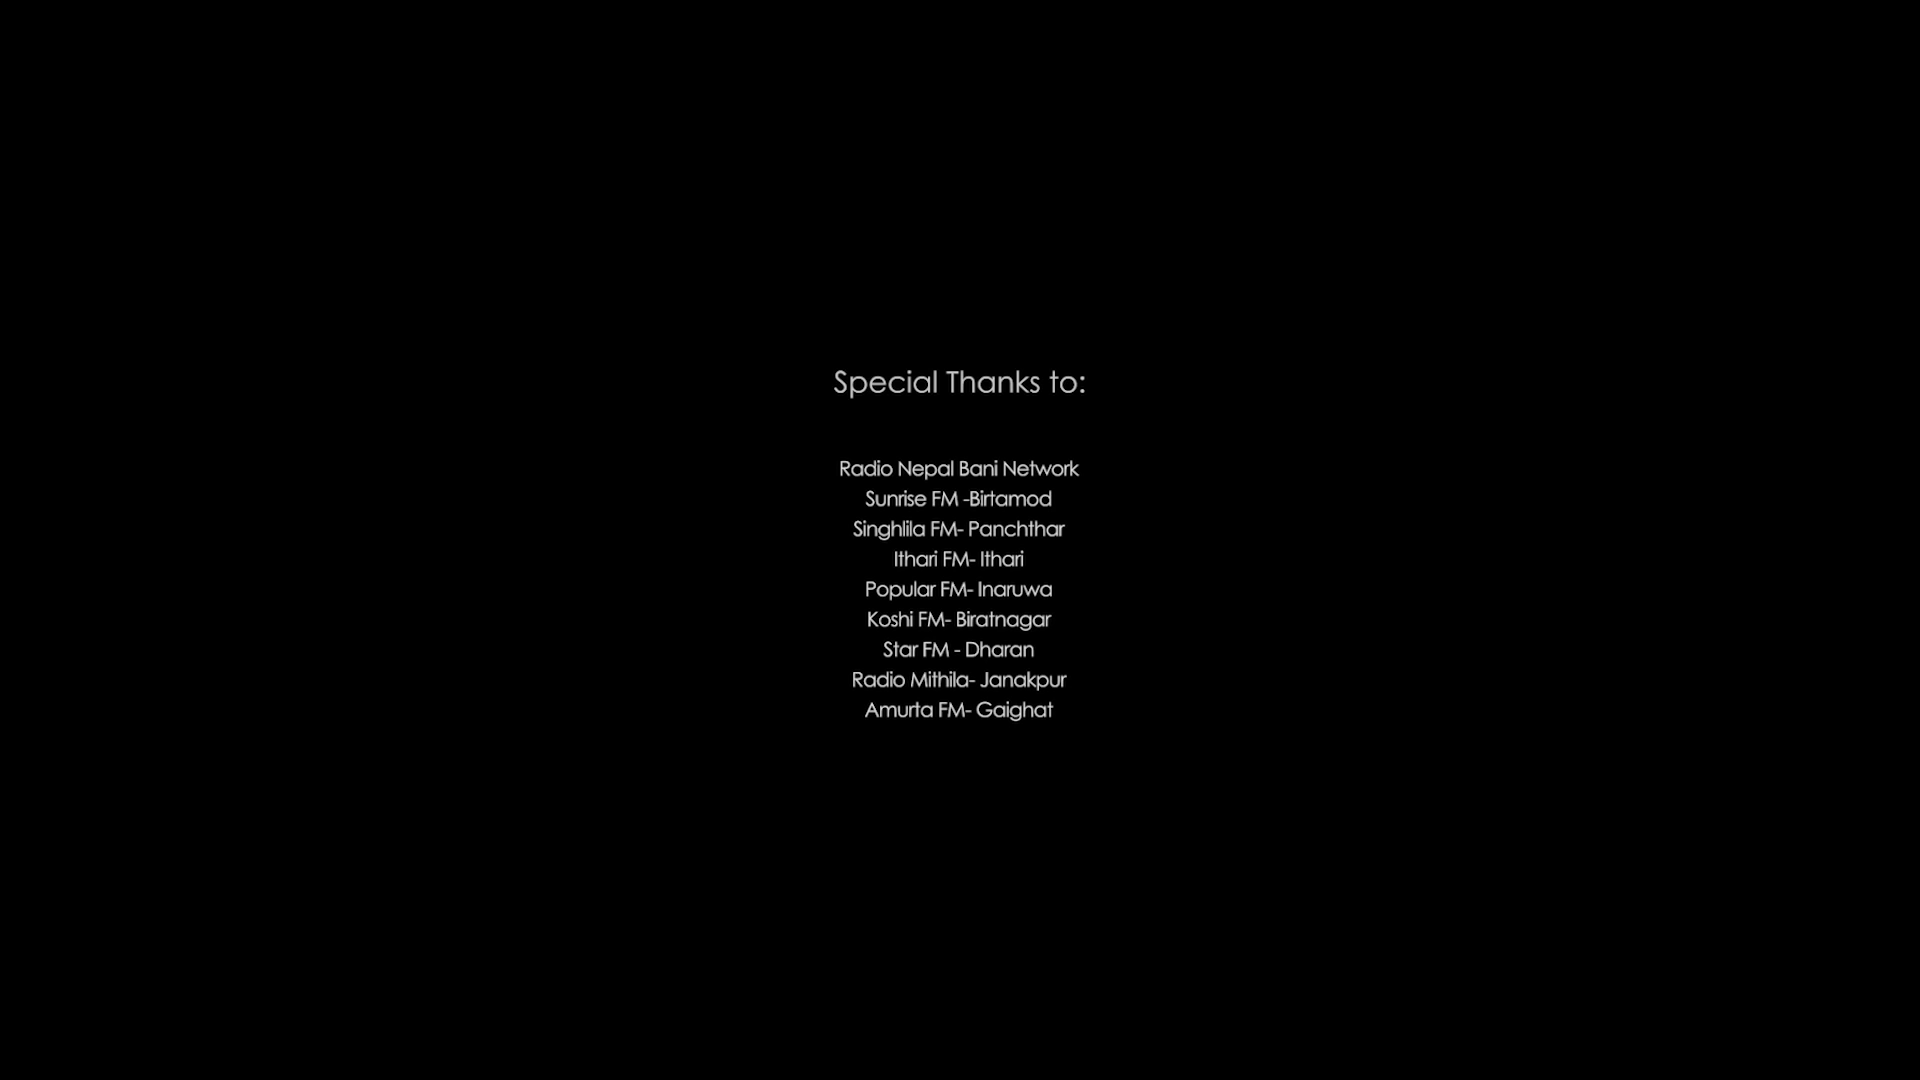 Special Thanks to:
Radio Nepal Bani Network
Sunrise FM -Birtamod
Singhlila FM- Panchthar
Ithari FM- Ithari
Popular FM- Inaruwa
Koshi FM- Biratnagar
Star FM - Dharan
Radio Mithila- Janakpur
Amurta FM- Gaighat